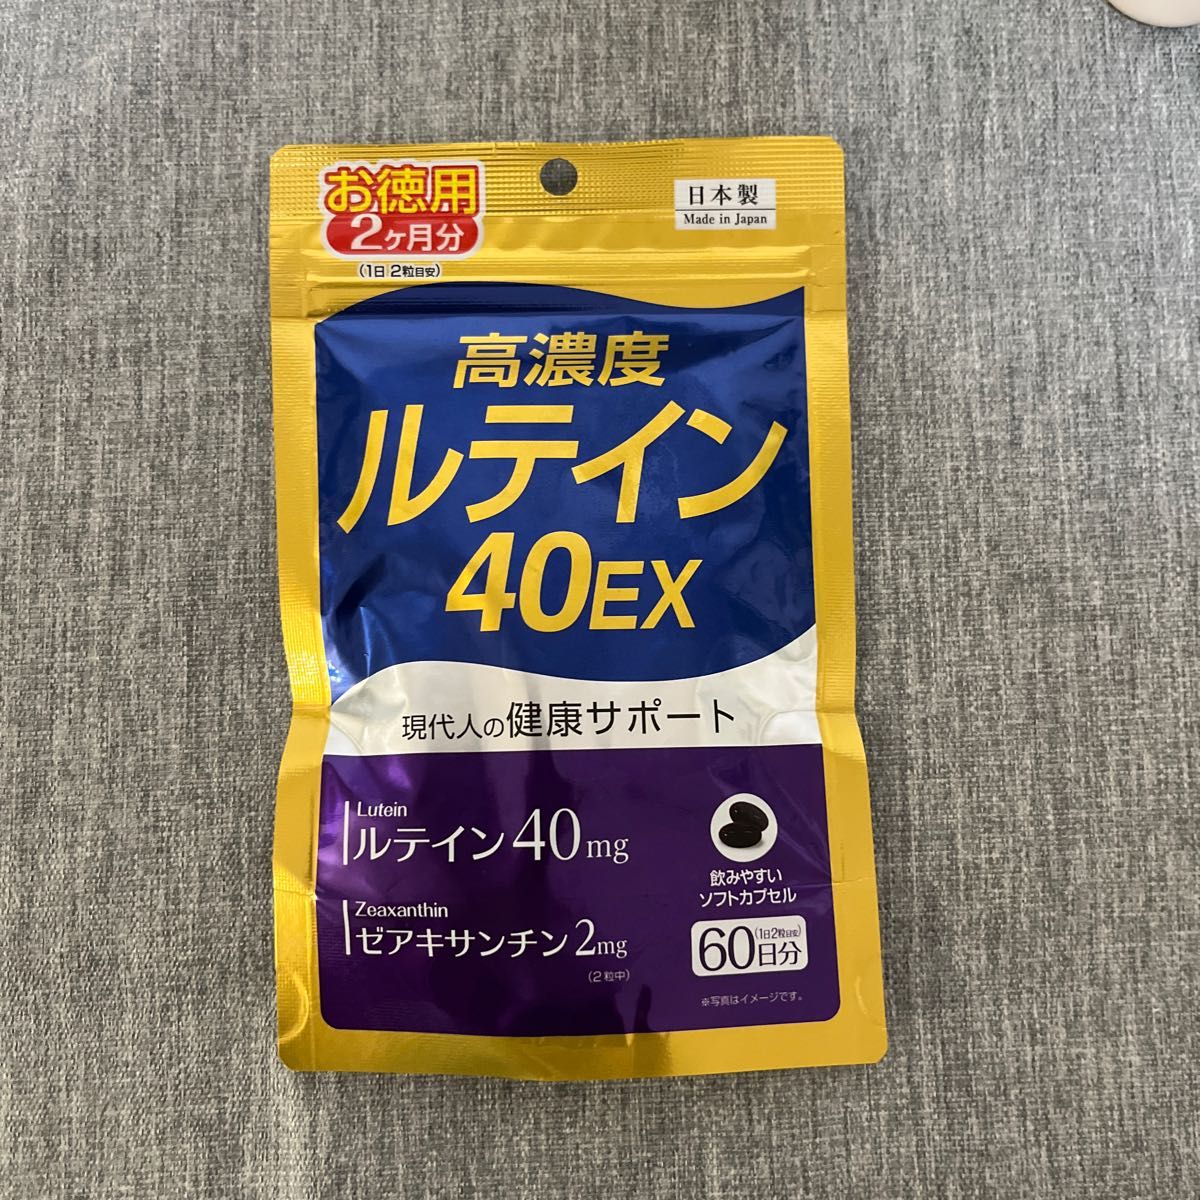 お徳用
2ヶ月分
(1日 2粒目安)
日本製
Made in Japan
高濃度
ルテイン
40EX
現代人の健康サポート
Lutein
ルテイン40mg
Zeaxanthin
ゼアキサンチン2mg
(2粒中)
飲みやすい
ソフトカプセル
(1日2粒目安)
60日分
※写真はイメージです。